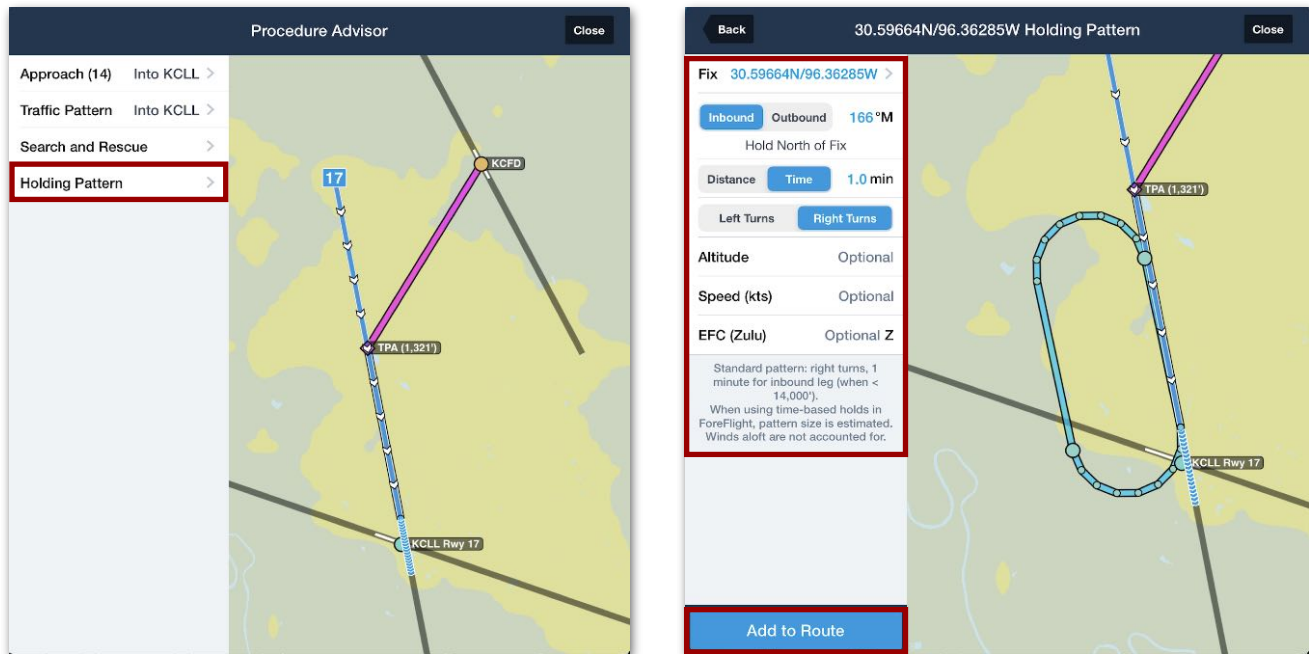 Procedure Advisor
Close
Approach (14) Into KCLL >
Traffic Pattern Into KCLL >
Search and Rescue >
Holding Pattern >
17
KCFD
TPA (1,321')
KCLL Rwy 17
Back
30.59664N/96.36285W Holding Pattern
Close
Fix 30.59664N/96.36285W >
Inbound Outbound 166°M
Hold North of Fix
Distance Time 1.0 min
Left Turns Right Turns
Altitude Optional
Speed (kts) Optional
EFC (Zulu) Optional Z
Standard pattern: right turns, 1
minute for inbound leg (when <
14,000').
When using time-based holds in
ForeFlight, pattern size is estimated.
Winds aloft are not accounted for.
TPA (1,321')
KCLL Rwy 17
Add to Route